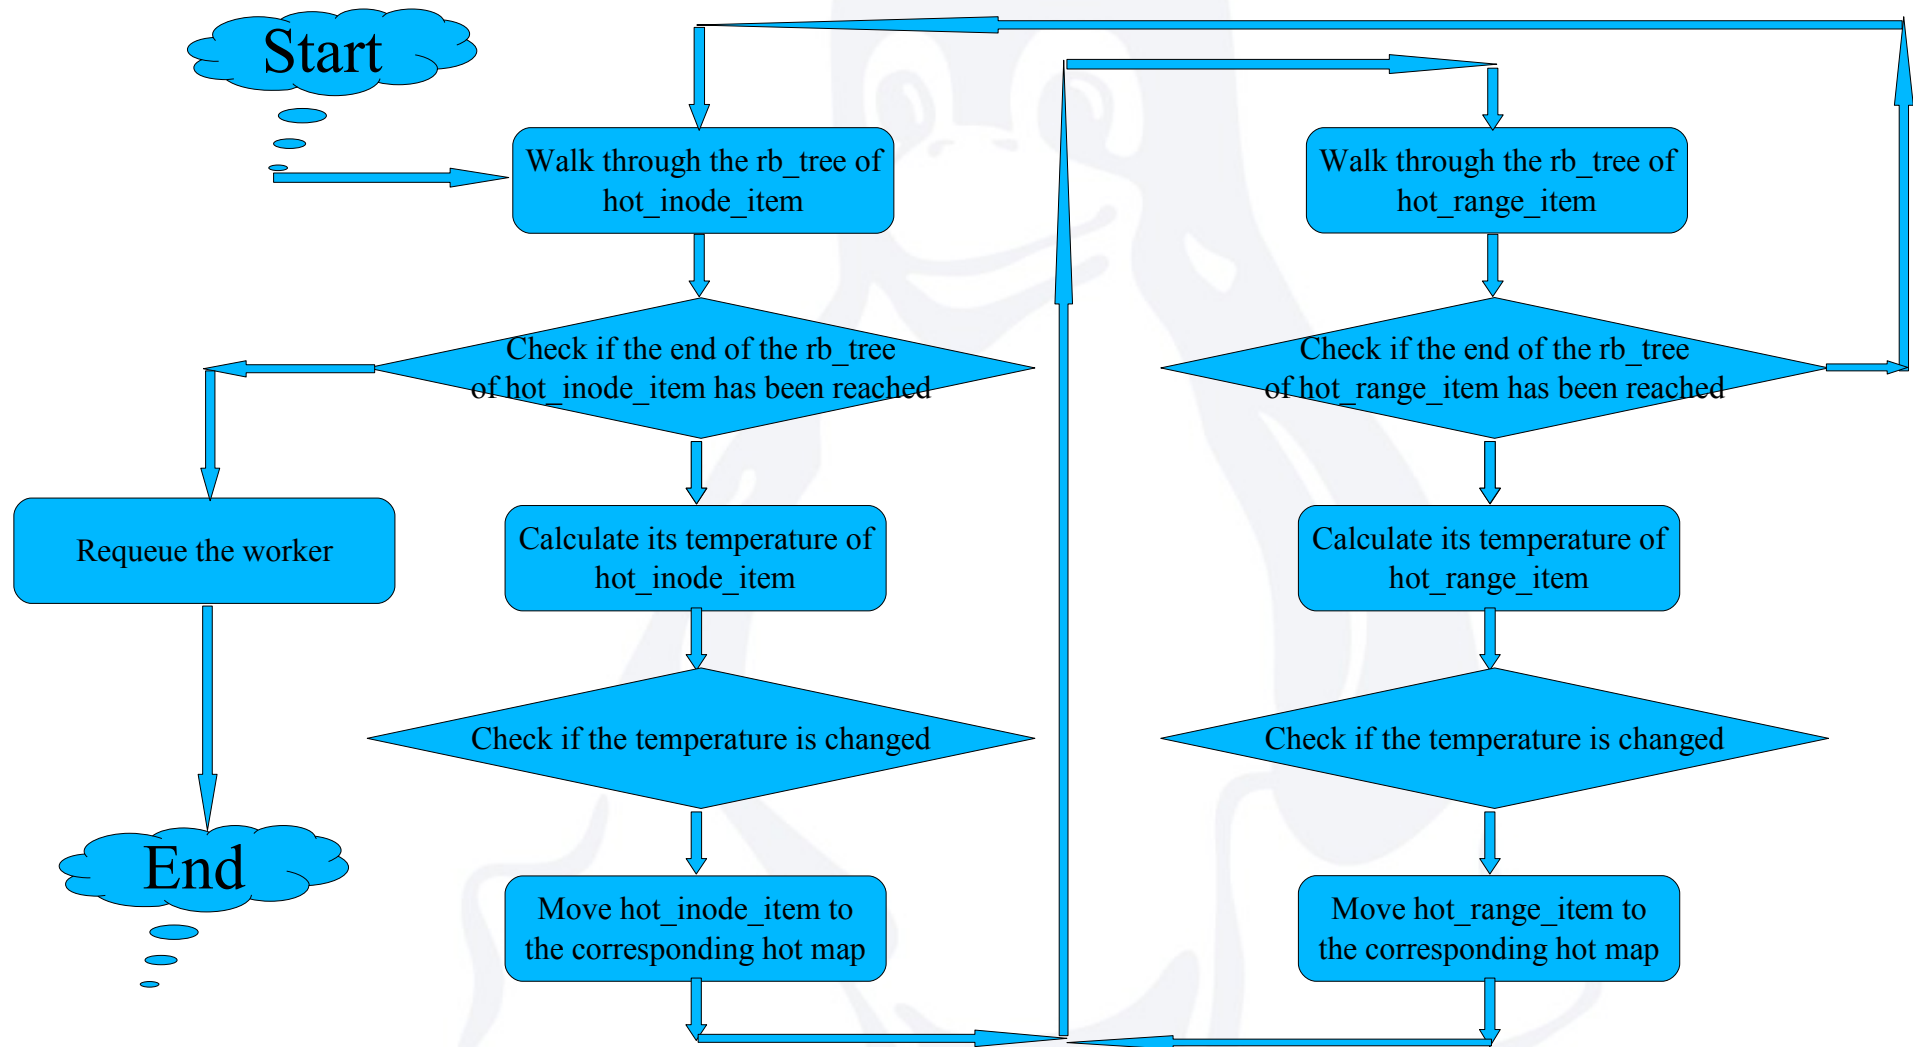 Start
Walk through the rb_tree of
hot_inode_item
Check if the end of the rb_tree
of hot_inode_item has been reached
Requeue the worker
End
Calculate its temperature of
hot_inode_item
Check if the temperature is changed
Move hot_inode_item to
the corresponding hot map
Walk through the rb_tree of
hot_range_item
Check if the end of the rb_tree
of hot_range_item has been reached
Calculate its temperature of
hot_range_item
Check if the temperature is changed
Move hot_range_item to
the corresponding hot map